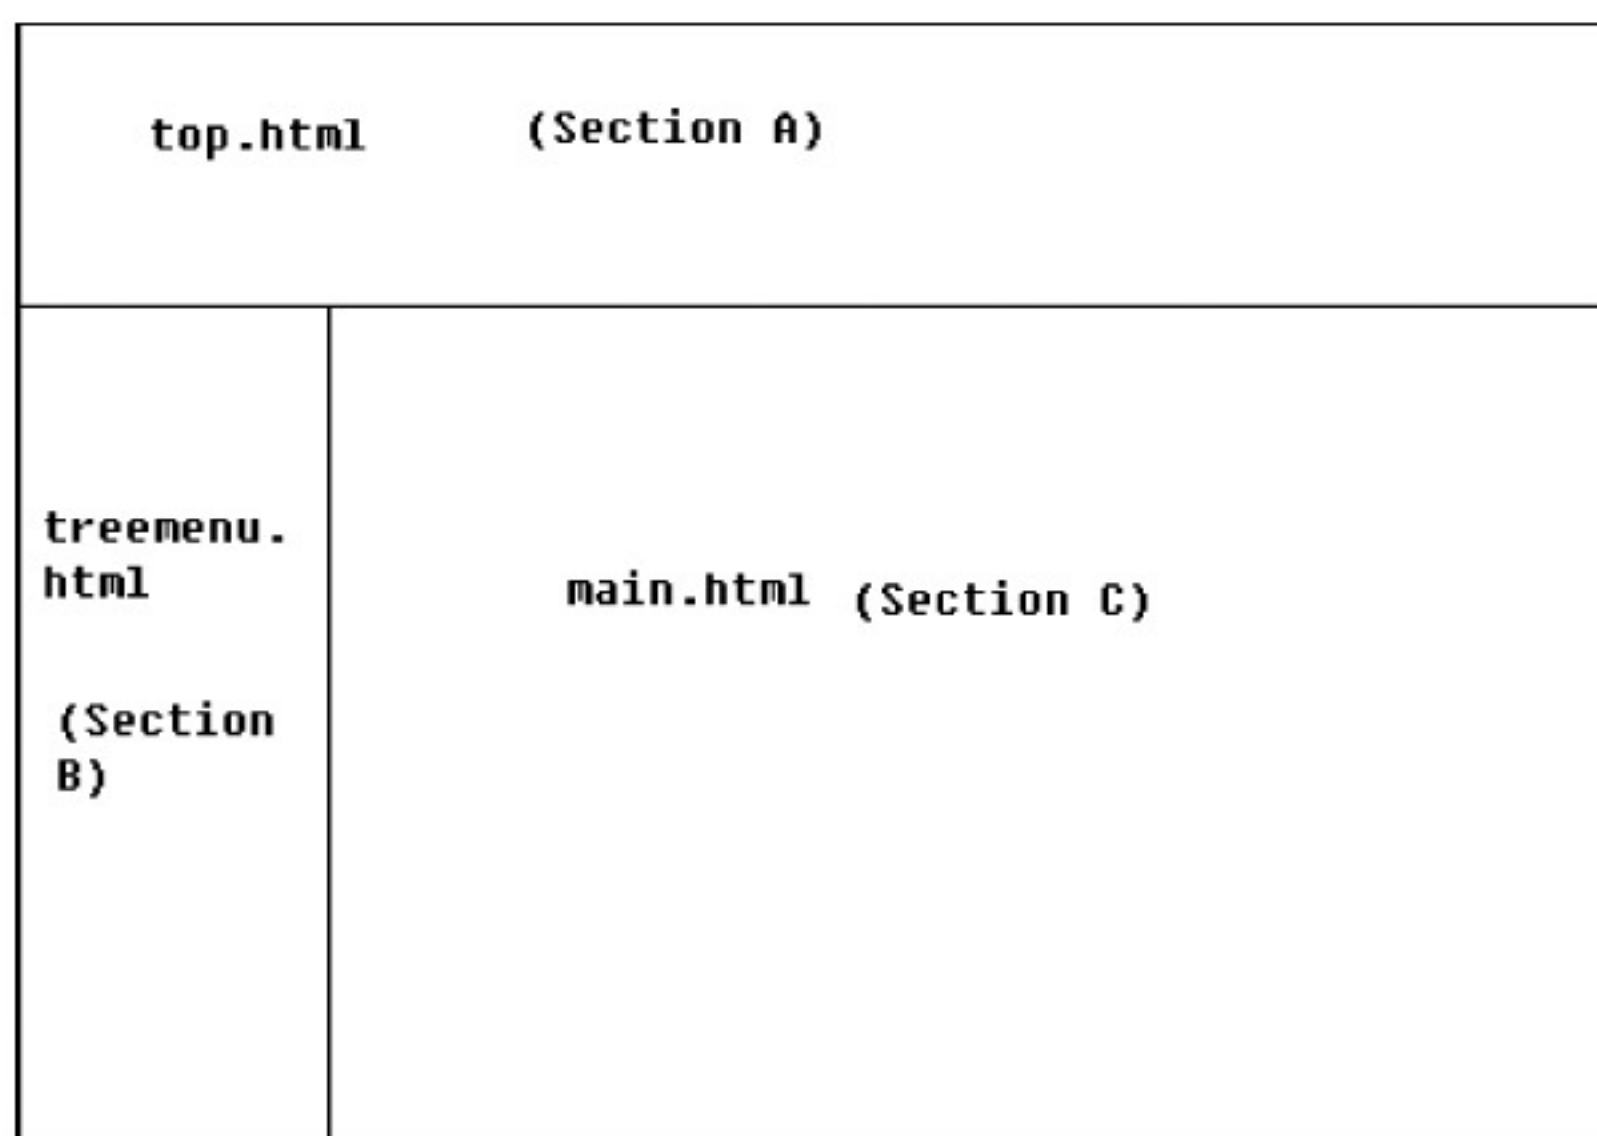 top.html (Section A)
treemenu.
html
(Section
B)
main.html (Section C)